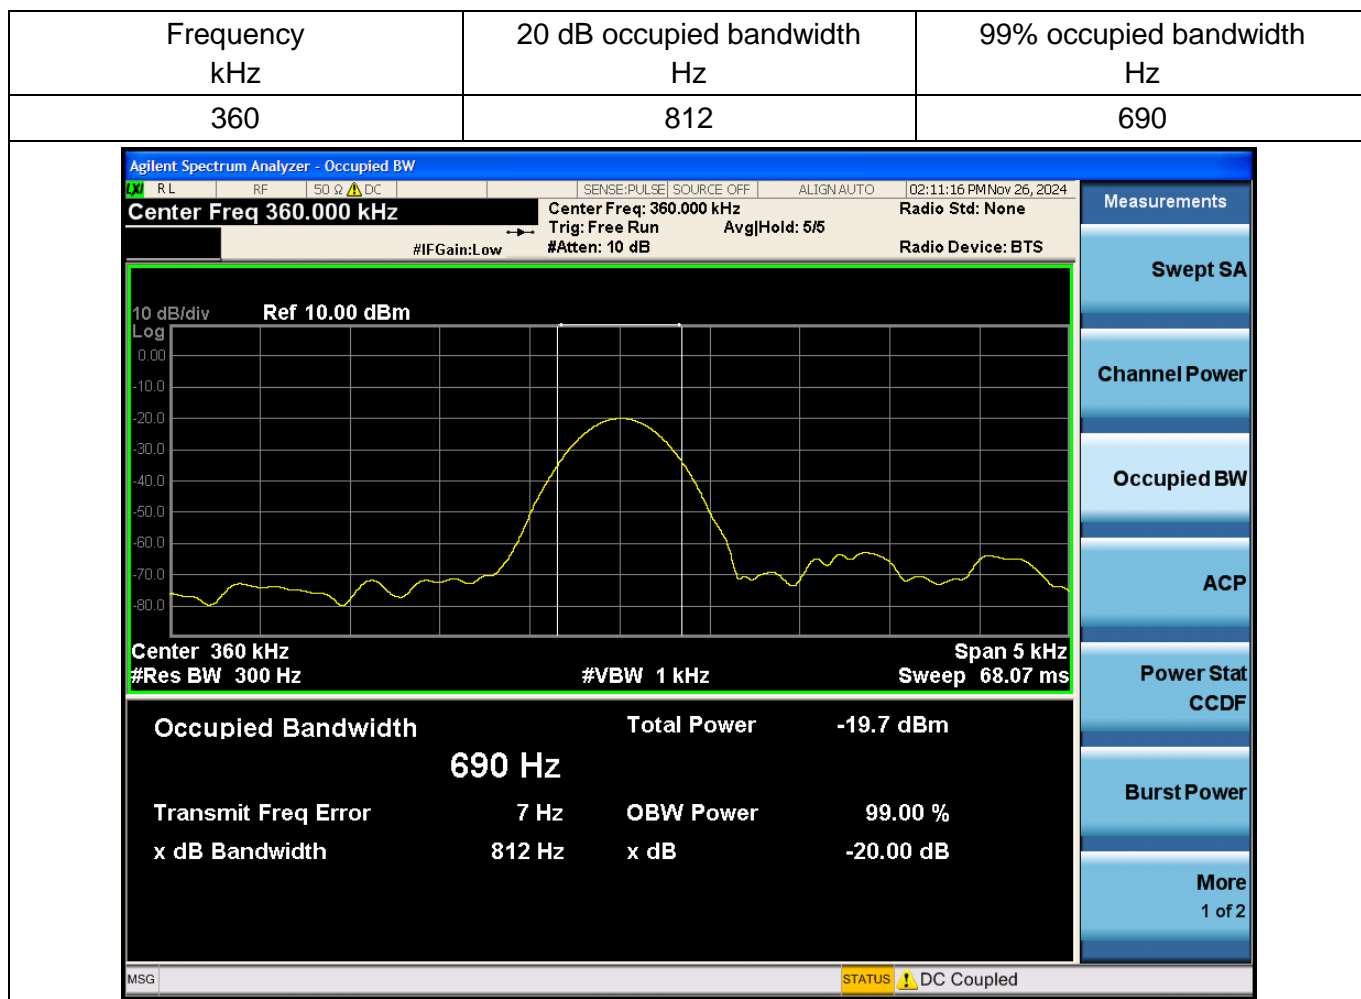 Frequency 20 dB occupied bandwidth 99% occupied bandwidth
kHz Hz Hz
360 812 690
Agilent Spectrum Analyzer - Occupied BW
LXI RL RF 50 Ω DC SENSE:PULSE SOURCE OFF ALIGN AUTO 02:11:16 PM Nov 26, 2024
Center Freq 360.000 kHz Center Freq: 360.000 kHz Radio Std: None
Trig: Free Run Avg|Hold: 5/5
#IFGain:Low #Atten: 10 dB Radio Device: BTS
10 dB/div Ref 10.00 dBm
Log
0.00
-10.0
-20.0
-30.0
-40.0
-50.0
-60.0
-70.0
-80.0
Center 360 kHz Span 5 kHz
#Res BW 300 Hz #VBW 1 kHz Sweep 68.07 ms
Occupied Bandwidth Total Power -19.7 dBm
690 Hz
Transmit Freq Error 7 Hz OBW Power 99.00 %
x dB Bandwidth 812 Hz x dB -20.00 dB
Measurements
Swept SA
Channel Power
Occupied BW
ACP
Power Stat
CCDF
Burst Power
More
1 of 2
MSG STATUS DC Coupled